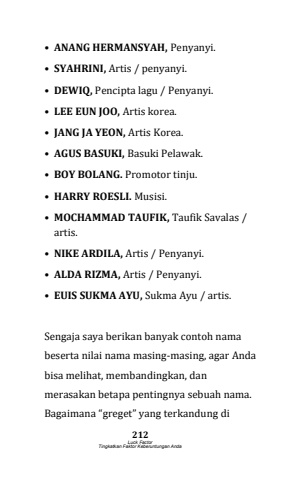 • ANANG HERMANSYAH, Penyanyi.
• SYAHRINI, Artis / penyanyi.
• DEWIQ, Pencipta lagu / Penyanyi.
• LEE EUN JOO, Artis korea.
• JANG JA YEON, Artis Korea.
• AGUS BASUKI, Basuki Pelawak.
• BOY BOLANG. Promotor tinju.
• HARRY ROESLI. Musisi.
• MOCHAMMAD TAUFIK, Taufik Savalas /
artis.
• NIKE ARDILA, Artis / Penyanyi.
• ALDA RIZMA, Artis / Penyanyi.
• EUIS SUKMA AYU, Sukma Ayu / artis.
Sengaja saya berikan banyak contoh nama
beserta nilai nama masing-masing, agar Anda
bisa melihat, membandingkan, dan
merasakan betapa pentingnya sebuah nama.
Bagaimana “greget” yang terkandung di
212
Luck Factor
Tingkatkan Faktor Keberuntungan Anda